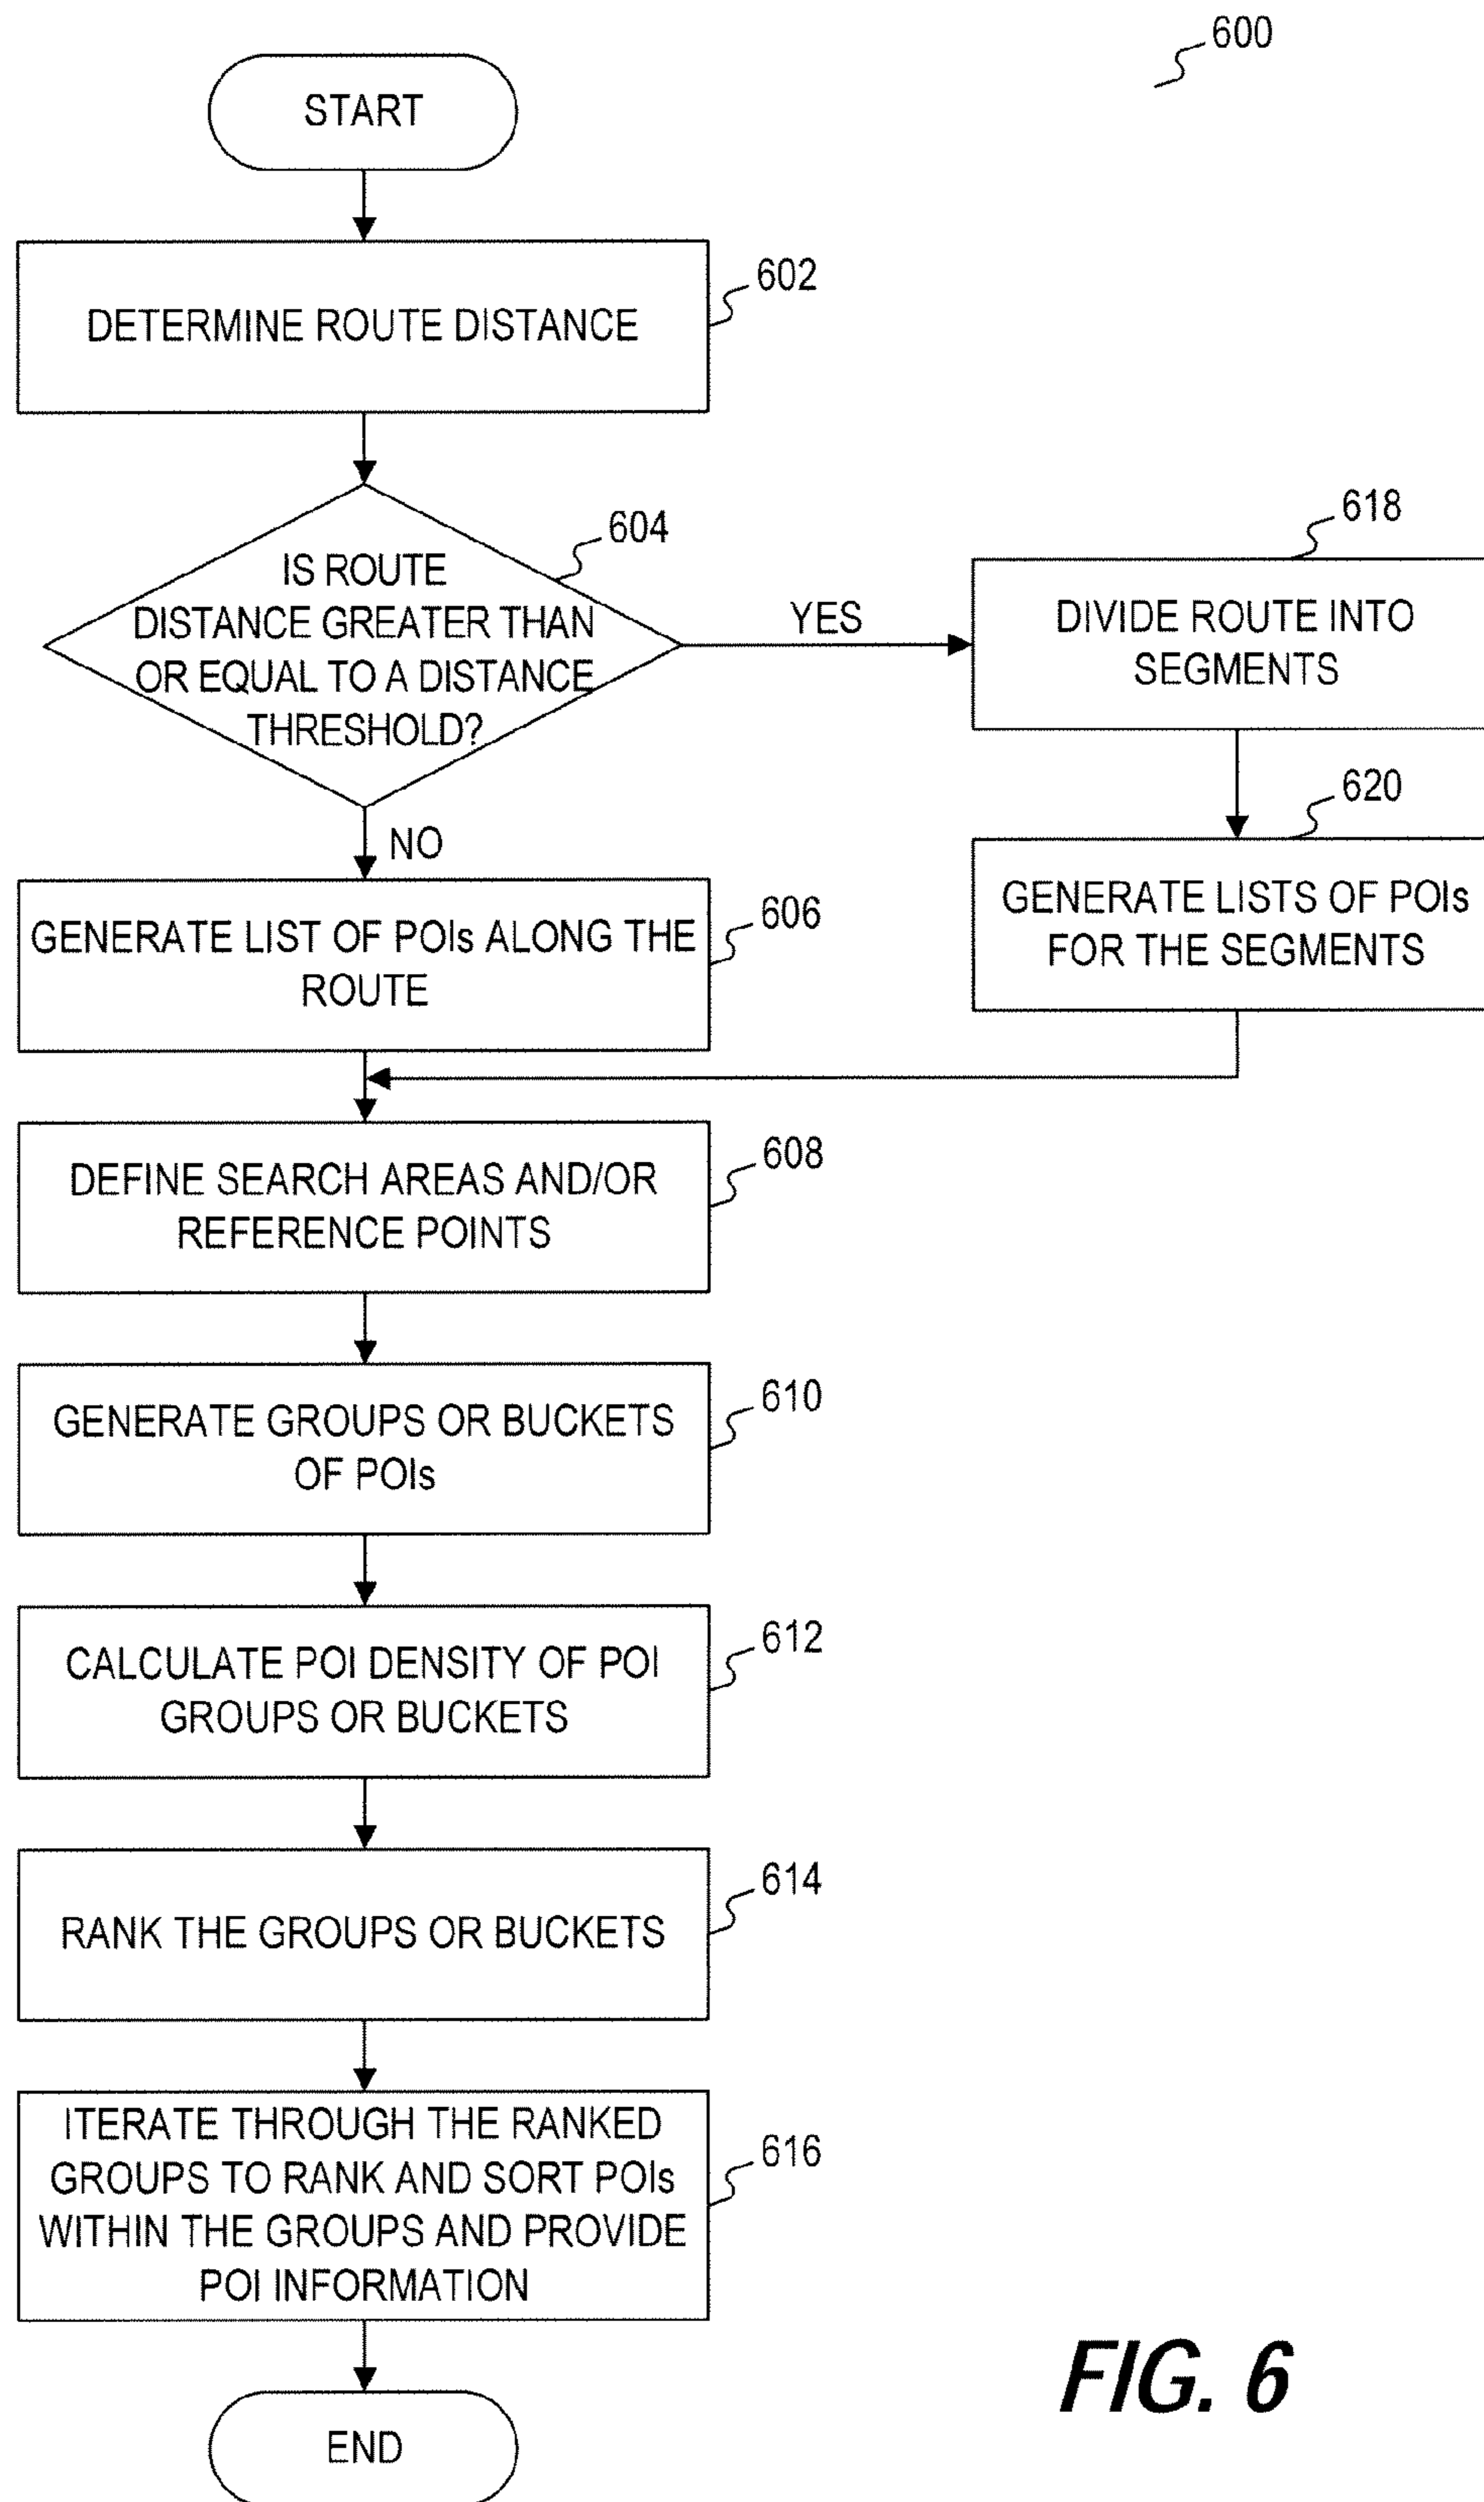 600
START
602
DETERMINE ROUTE DISTANCE
604
IS ROUTE
DISTANCE GREATER THAN
OR EQUAL TO A DISTANCE
THRESHOLD?
YES
618
DIVIDE ROUTE INTO
SEGMENTS
620
GENERATE LISTS OF POIs
FOR THE SEGMENTS
NO
606
GENERATE LIST OF POIs ALONG THE
ROUTE
608
DEFINE SEARCH AREAS AND/OR
REFERENCE POINTS
610
GENERATE GROUPS OR BUCKETS
OF POIs
612
CALCULATE POI DENSITY OF POI
GROUPS OR BUCKETS
614
RANK THE GROUPS OR BUCKETS
616
ITERATE THROUGH THE RANKED
GROUPS TO RANK AND SORT POIs
WITHIN THE GROUPS AND PROVIDE
POI INFORMATION
END
FIG. 6